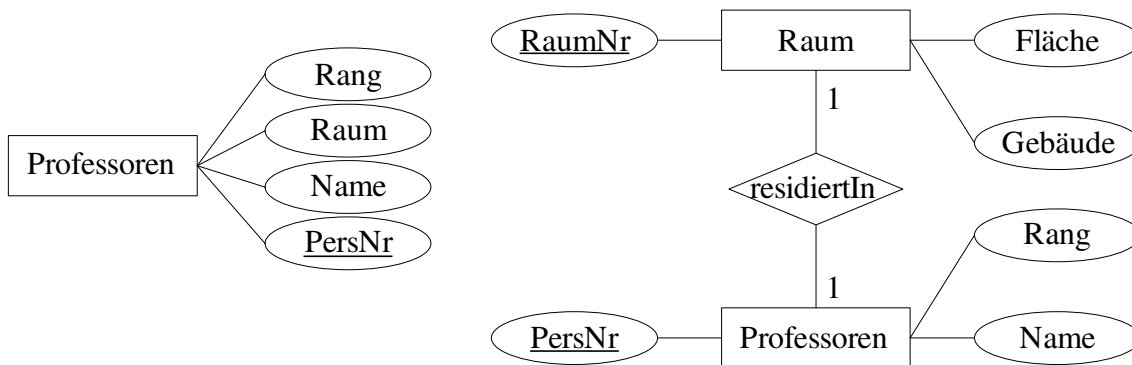 Professoren
Rang
Raum
Name
PersNr
RaumNr
Raum
Fläche
Gebäude
1
residiertIn
1
PersNr
Professoren
Rang
Name